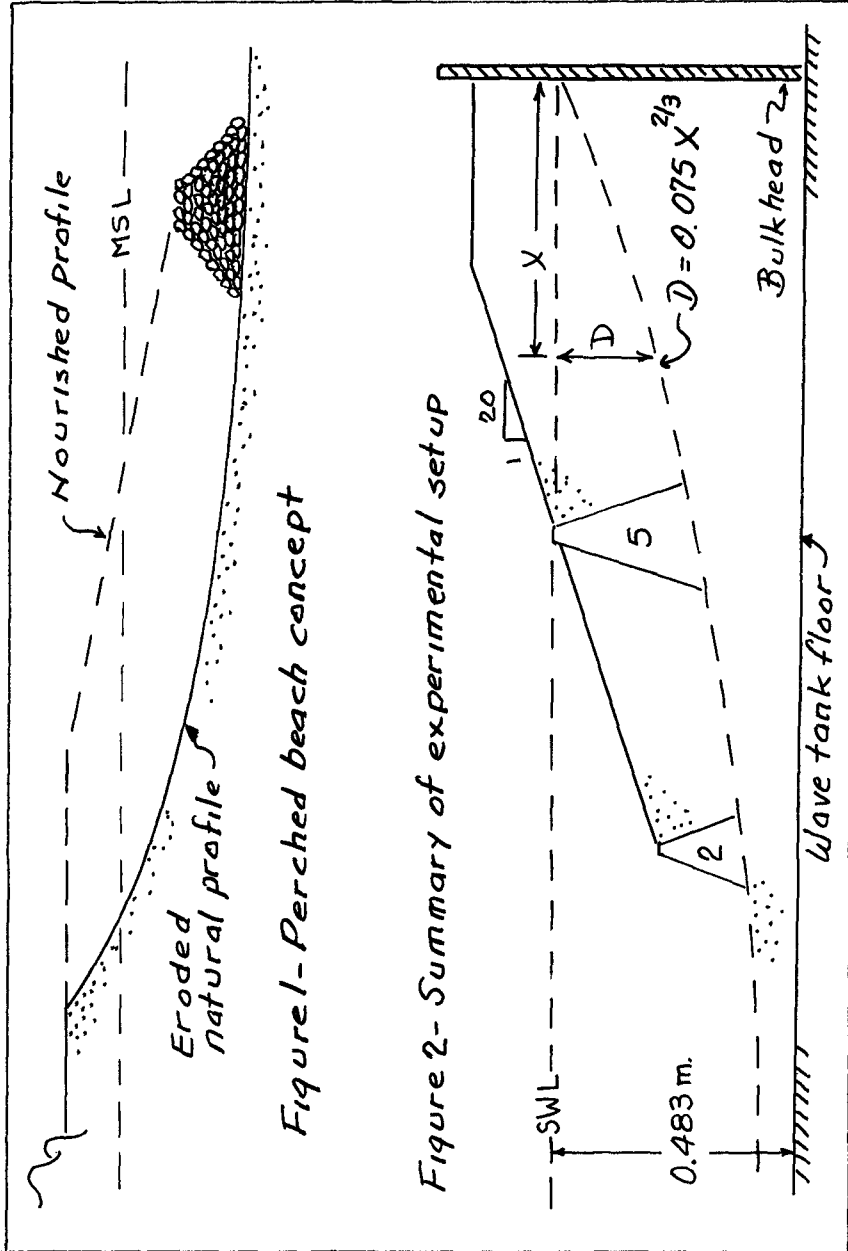 Nourished profile
MSL
Eroded
natural profile
Figure 1- Perched beach concept
Figure 2- Summary of experimental setup
SWL
20
1
X
D
D = 0.075 X^2/3
5
2
0.483 m.
Bulkhead
Wave tank floor